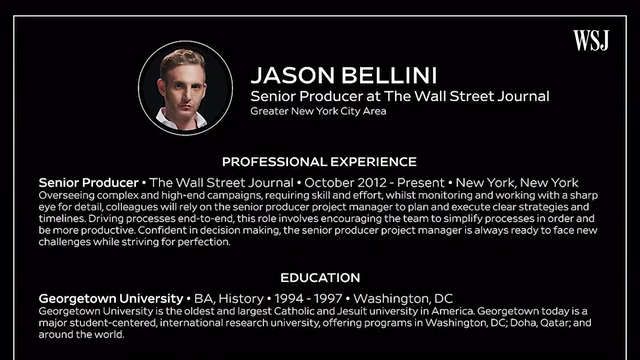 WSJ
JASON BELLINI
Senior Producer at The Wall Street Journal
Greater New York City Area
PROFESSIONAL EXPERIENCE
Senior Producer • The Wall Street Journal • October 2012 - Present • New York, New York
Overseeing complex and high-end campaigns, requiring skill and effort, whilst monitoring and working with a sharp
eye for detail, colleagues will rely on the senior producer project manager to plan and execute clear strategies and
timelines. Driving processes end-to-end, this role involves encouraging the team to simplify processes in order and
be more productive. Confident in decision making, the senior producer project manager is always ready to face new
challenges while striving for perfection.
EDUCATION
Georgetown University • BA, History • 1994 - 1997 • Washington, DC
Georgetown University is the oldest and largest Catholic and Jesuit university in America. Georgetown today is a
major student-centered, international research university, offering programs in Washington, DC; Doha, Qatar; and
around the world.